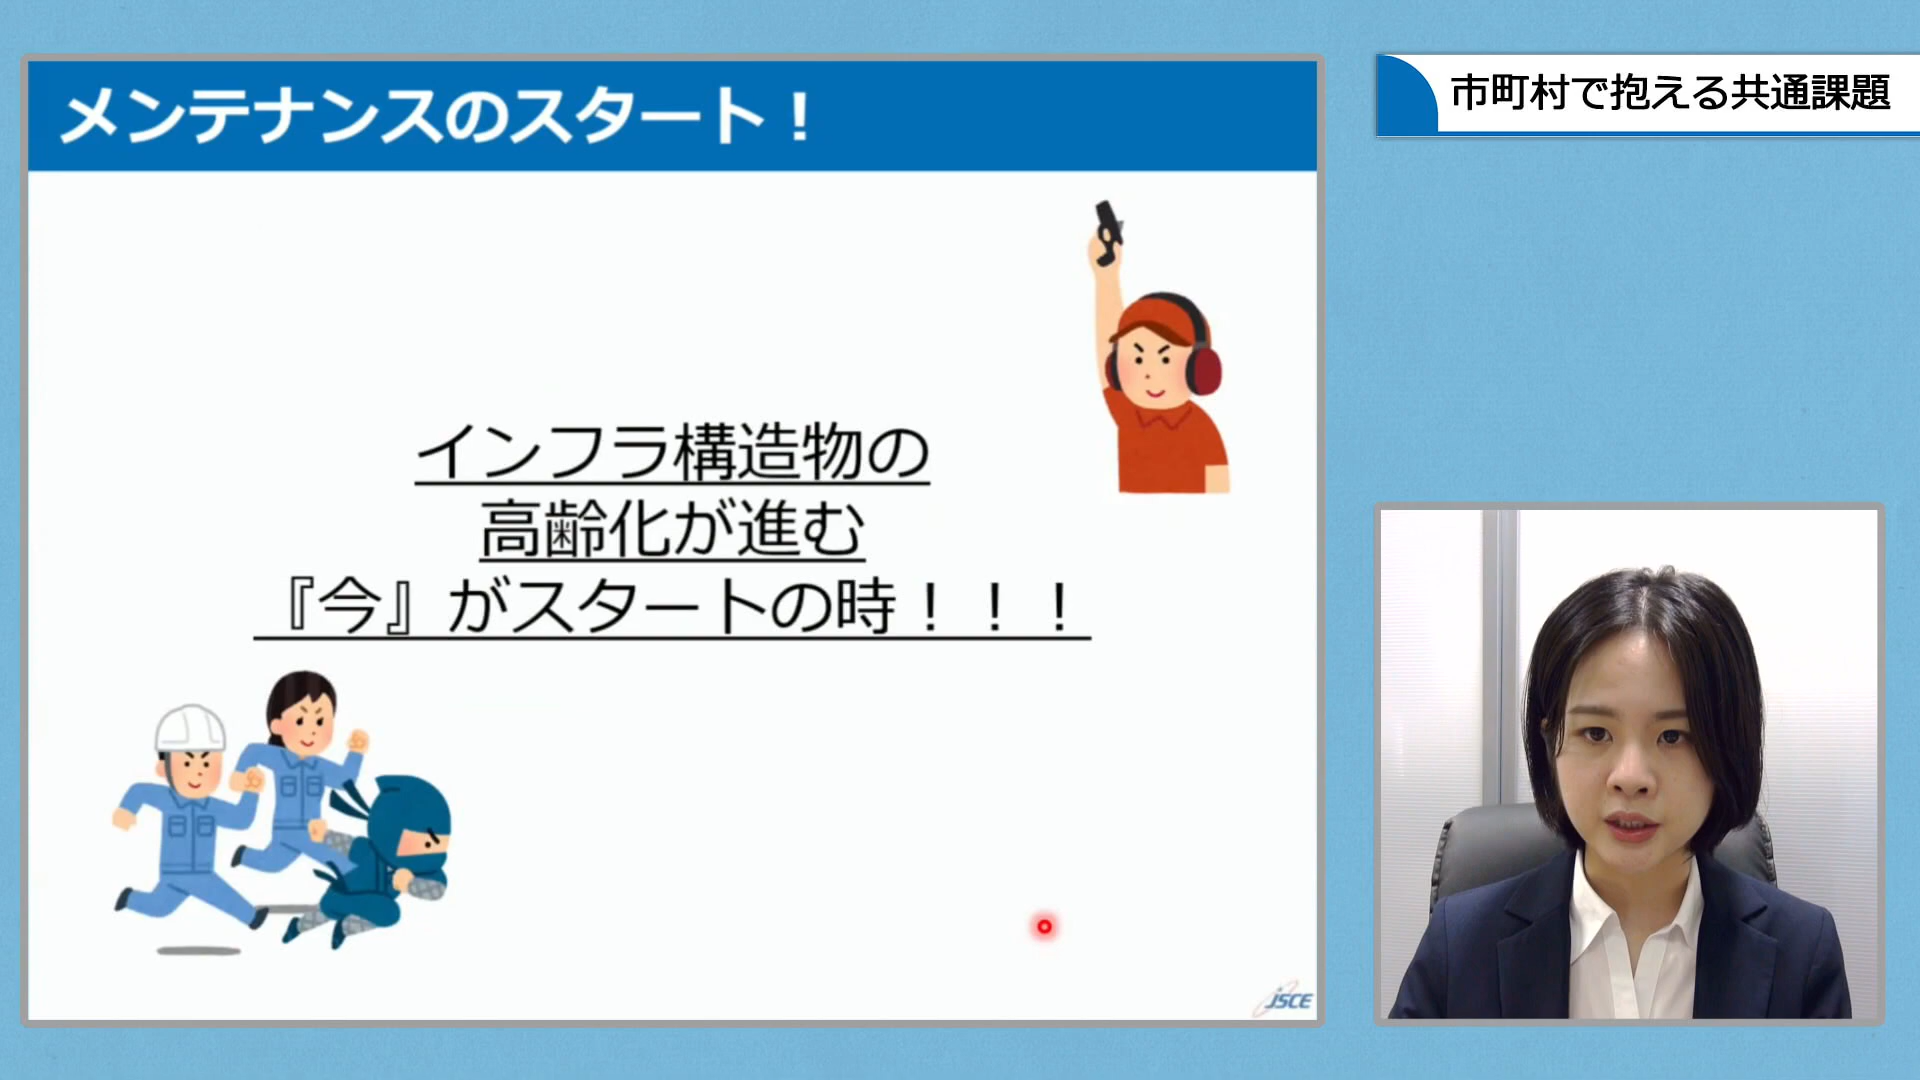 メンテナンスのスタート！
市町村で抱える共通課題
インフラ構造物の
高齢化が進む
『今』がスタートの時！！！
JSCE